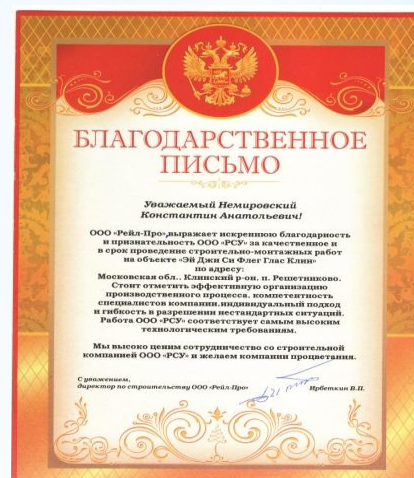 БЛАГОДАРСТВЕННОЕ
ПИСЬМО
Уважаемый Немировский
Константин Анатольевич!
ООО «Рейл-Про»,выражает искреннюю благодарность
и признательность ООО «РСУ» за качественное и
в срок проведение строительно-монтажных работ
на объекте «Эй Джи Си Флет Глас Клин»
по адресу:
Московская обл.. Клинский р-он. п. Решетниково.
Стоит отметить эффективную организацию
производственного процесса, компетентность
специалистов компании, индивидуальный подход
и гибкость в разрешении нестандартных ситуаций.
Работа ООО «РСУ» соответствует самым высоким
технологическим требованиям.
Мы высоко ценим сотрудничество со строительной
компанией ООО «РСУ» и желаем компании процветания.
С уважением,
директор по строительству ООО «Рейл-Про» Ирбеткин В.П.